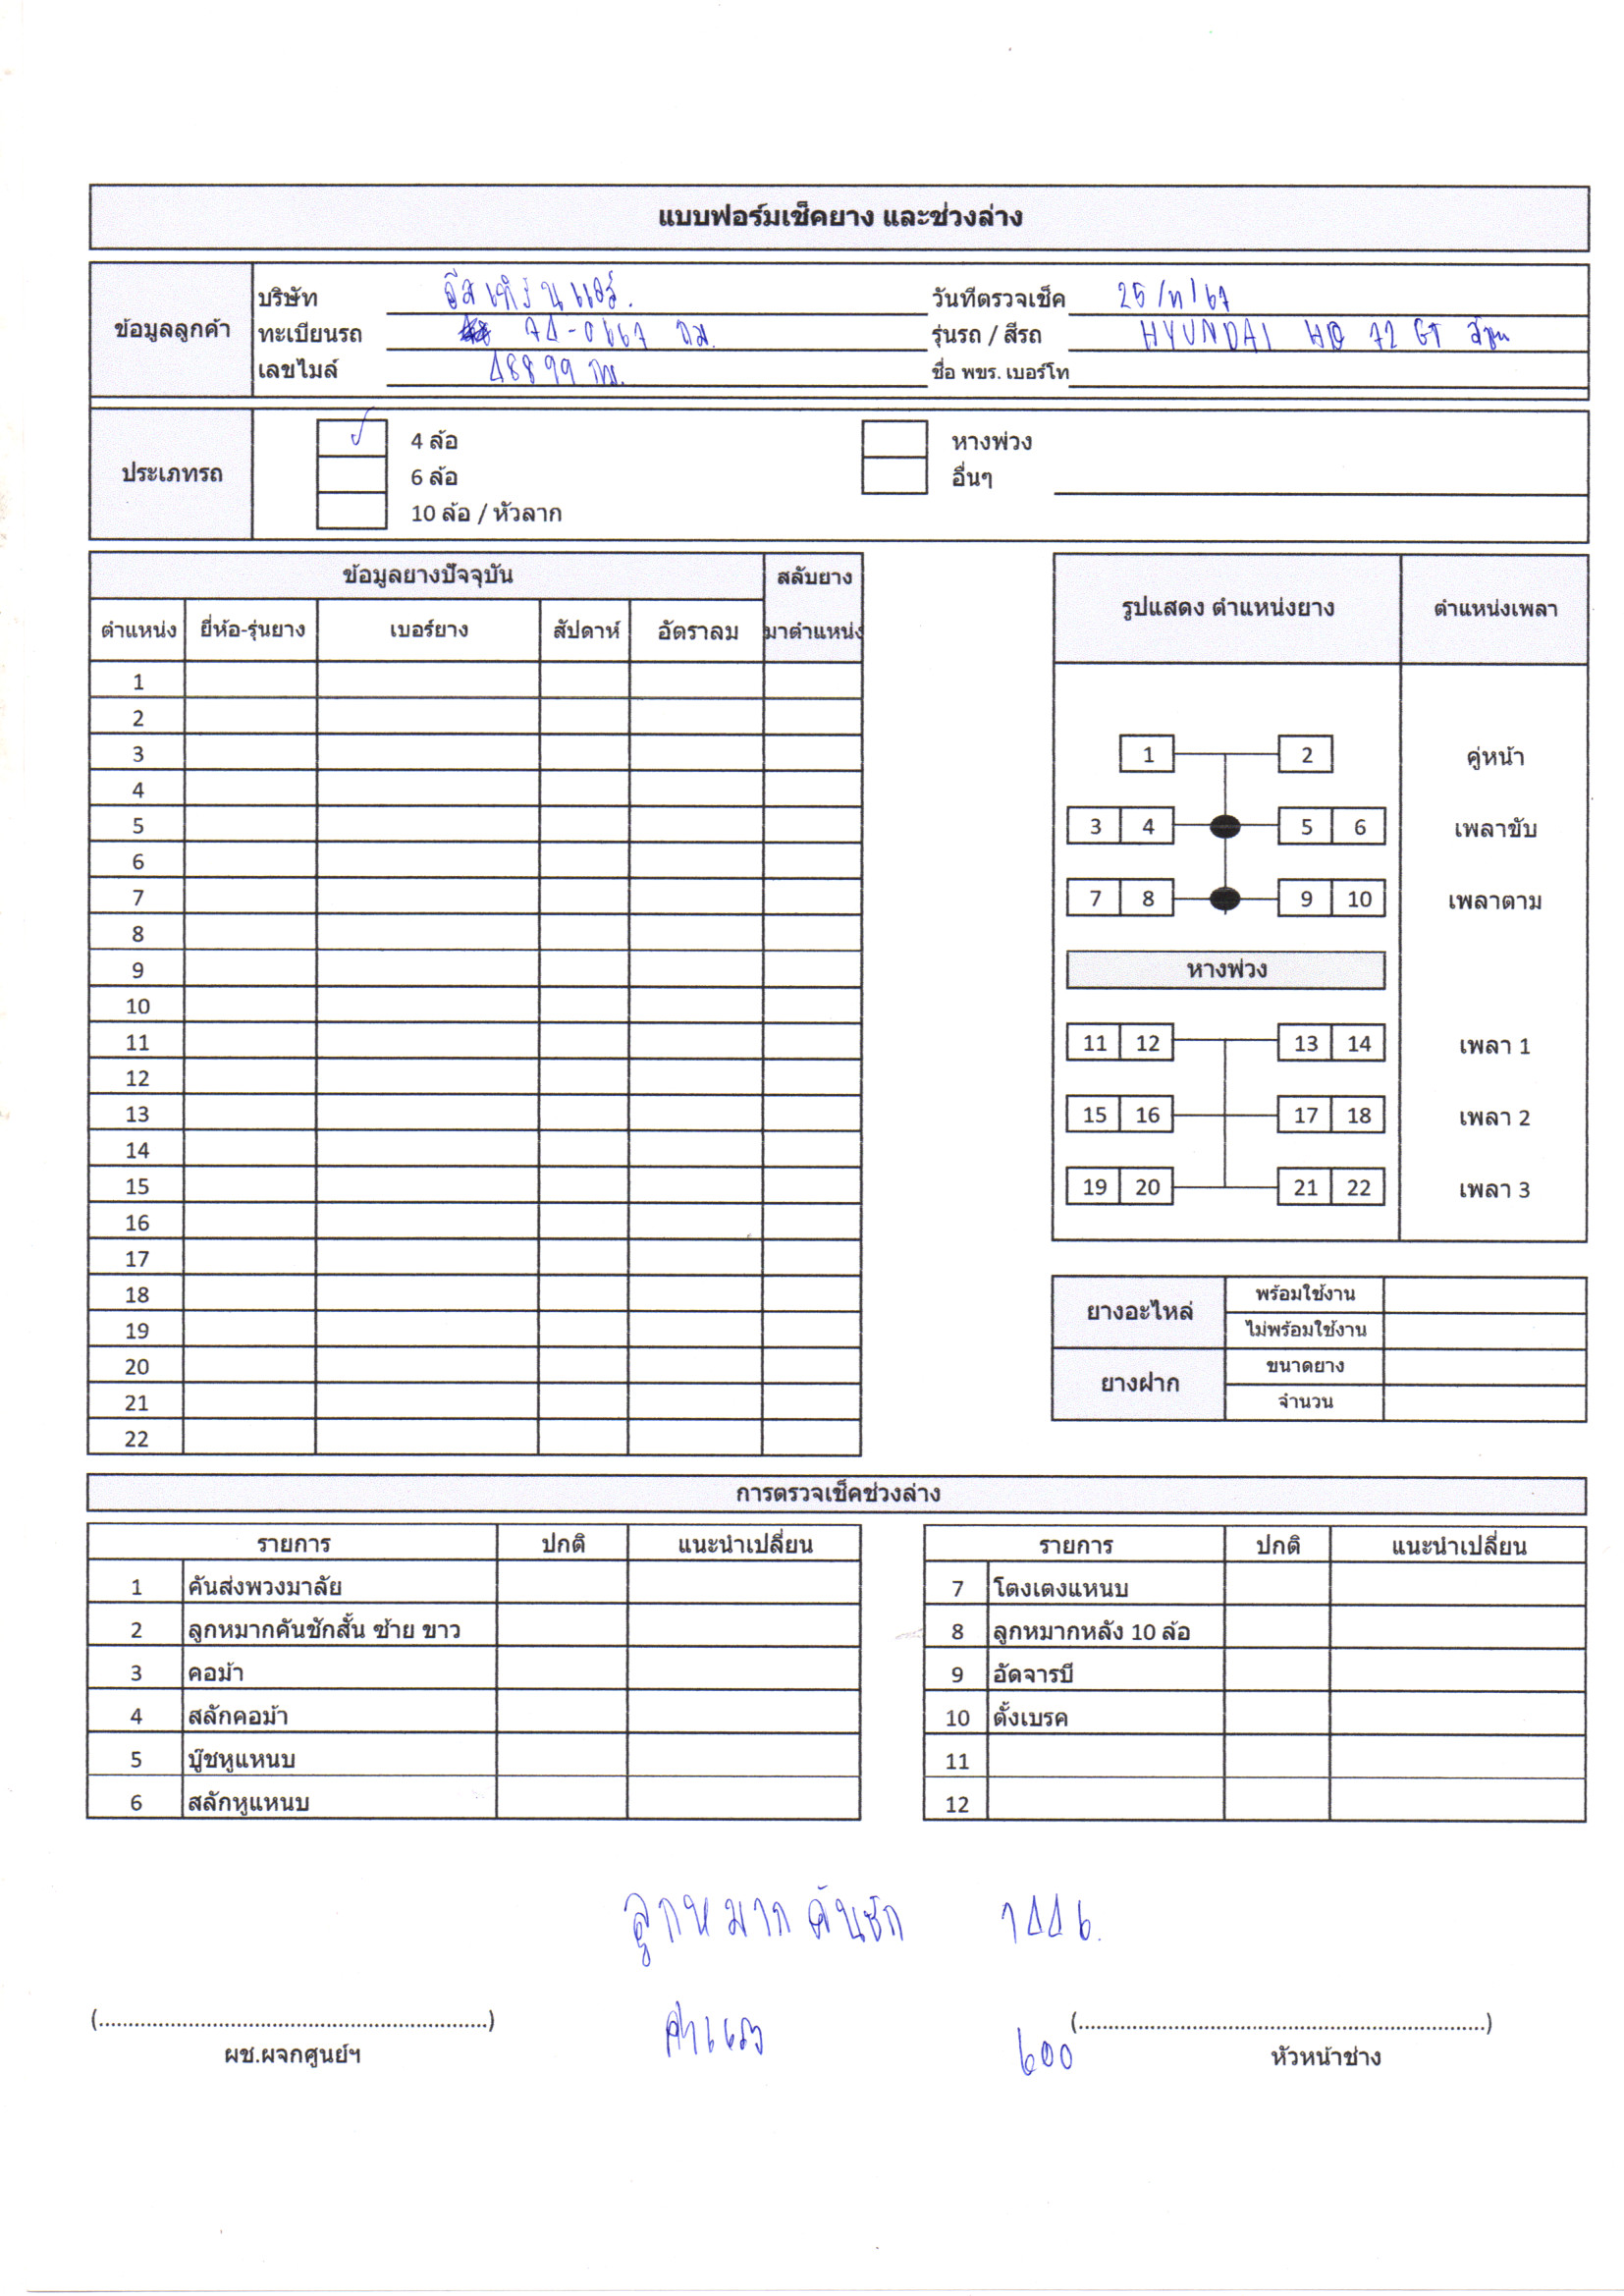 แบบฟอร์มเช็คยาง และช่วงล่าง
ข้อมูลลูกค้า
บริษัท อีสเทิร์นแอร์. วันที่ตรวจเช็ค 25/ /67
ทะเบียนรถ 74-0667 กม. รุ่นรถ / สีรถ HYUNDAI HD 72 GT
เลขไมล์ 48899 กม. ชื่อ พขร. เบอร์โท
ประเภทรถ
4 ล้อ หางพ่วง
6 ล้อ อื่นๆ
10 ล้อ / หัวลาก
ข้อมูลยางปัจจุบัน สลับยาง
ตำแหน่ง ยี่ห้อ-รุ่นยาง เบอร์ยาง สัปดาห์ อัตราลม มาตำแหน่ง
1
2
3
4
5
6
7
8
9
10
11
12
13
14
15
16
17
18
19
20
21
22
รูปแสดง ตำแหน่งยาง ตำแหน่งเพลา
1 2 คู่หน้า
3 4 5 6 เพลาขับ
7 8 9 10 เพลาตาม
หางพ่วง
11 12 13 14 เพลา 1
15 16 17 18 เพลา 2
19 20 21 22 เพลา 3
ยางอะไหล่ พร้อมใช้งาน
ไม่พร้อมใช้งาน
ยางฝาก ขนาดยาง
จำนวน
การตรวจเช็คช่วงล่าง
รายการ ปกติ แนะนำเปลี่ยน
1 คันส่งพวงมาลัย
2 ลูกหมากคันชักสั้น ซ้าย ขาว
3 คอม้า
4 สลักคอม้า
5 บู๊ชหูแหนบ
6 สลักหูแหนบ
รายการ ปกติ แนะนำเปลี่ยน
7 โตงเตงแหนบ
8 ลูกหมากหลัง 10 ล้อ
9 อัดจารบี
10 ตั้งเบรค
11
12
ลูกหมากคันชัก 1446.
ค่าแรง 600
(....................................................................)
ผช.ผจกศูนย์ฯ
(....................................................................)
หัวหน้าช่าง